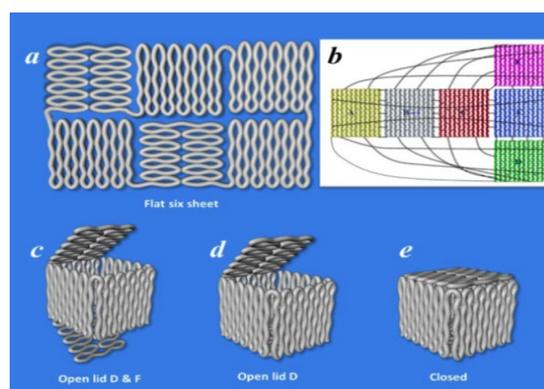 a
b
Flat six sheet
c
d
e
Open lid D & F
Open lid D
Closed